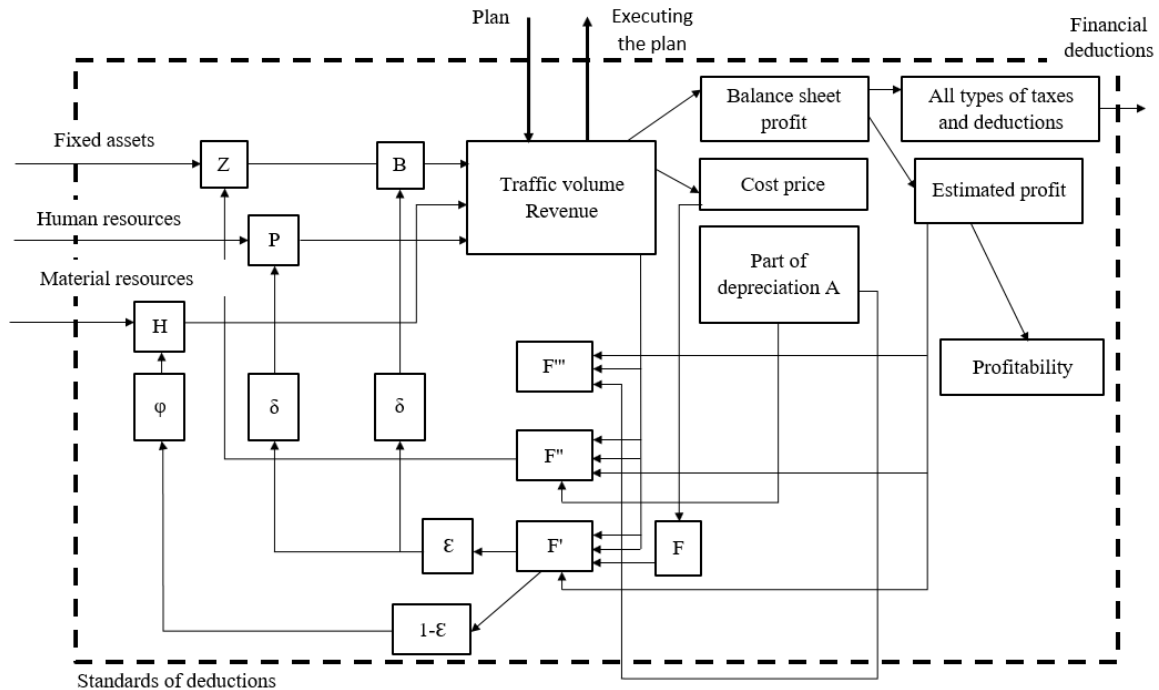 Plan
Executing
the plan
Financial
deductions
Balance sheet
profit
All types of taxes
and deductions
Fixed assets
Z
B
Traffic volume
Revenue
Cost price
Estimated profit
Human resources
P
Part of
depreciation A
Material resources
H
F'''
Profitability
φ
δ
δ
F''
Ɛ
F'
F
1-Ɛ
Standards of deductions